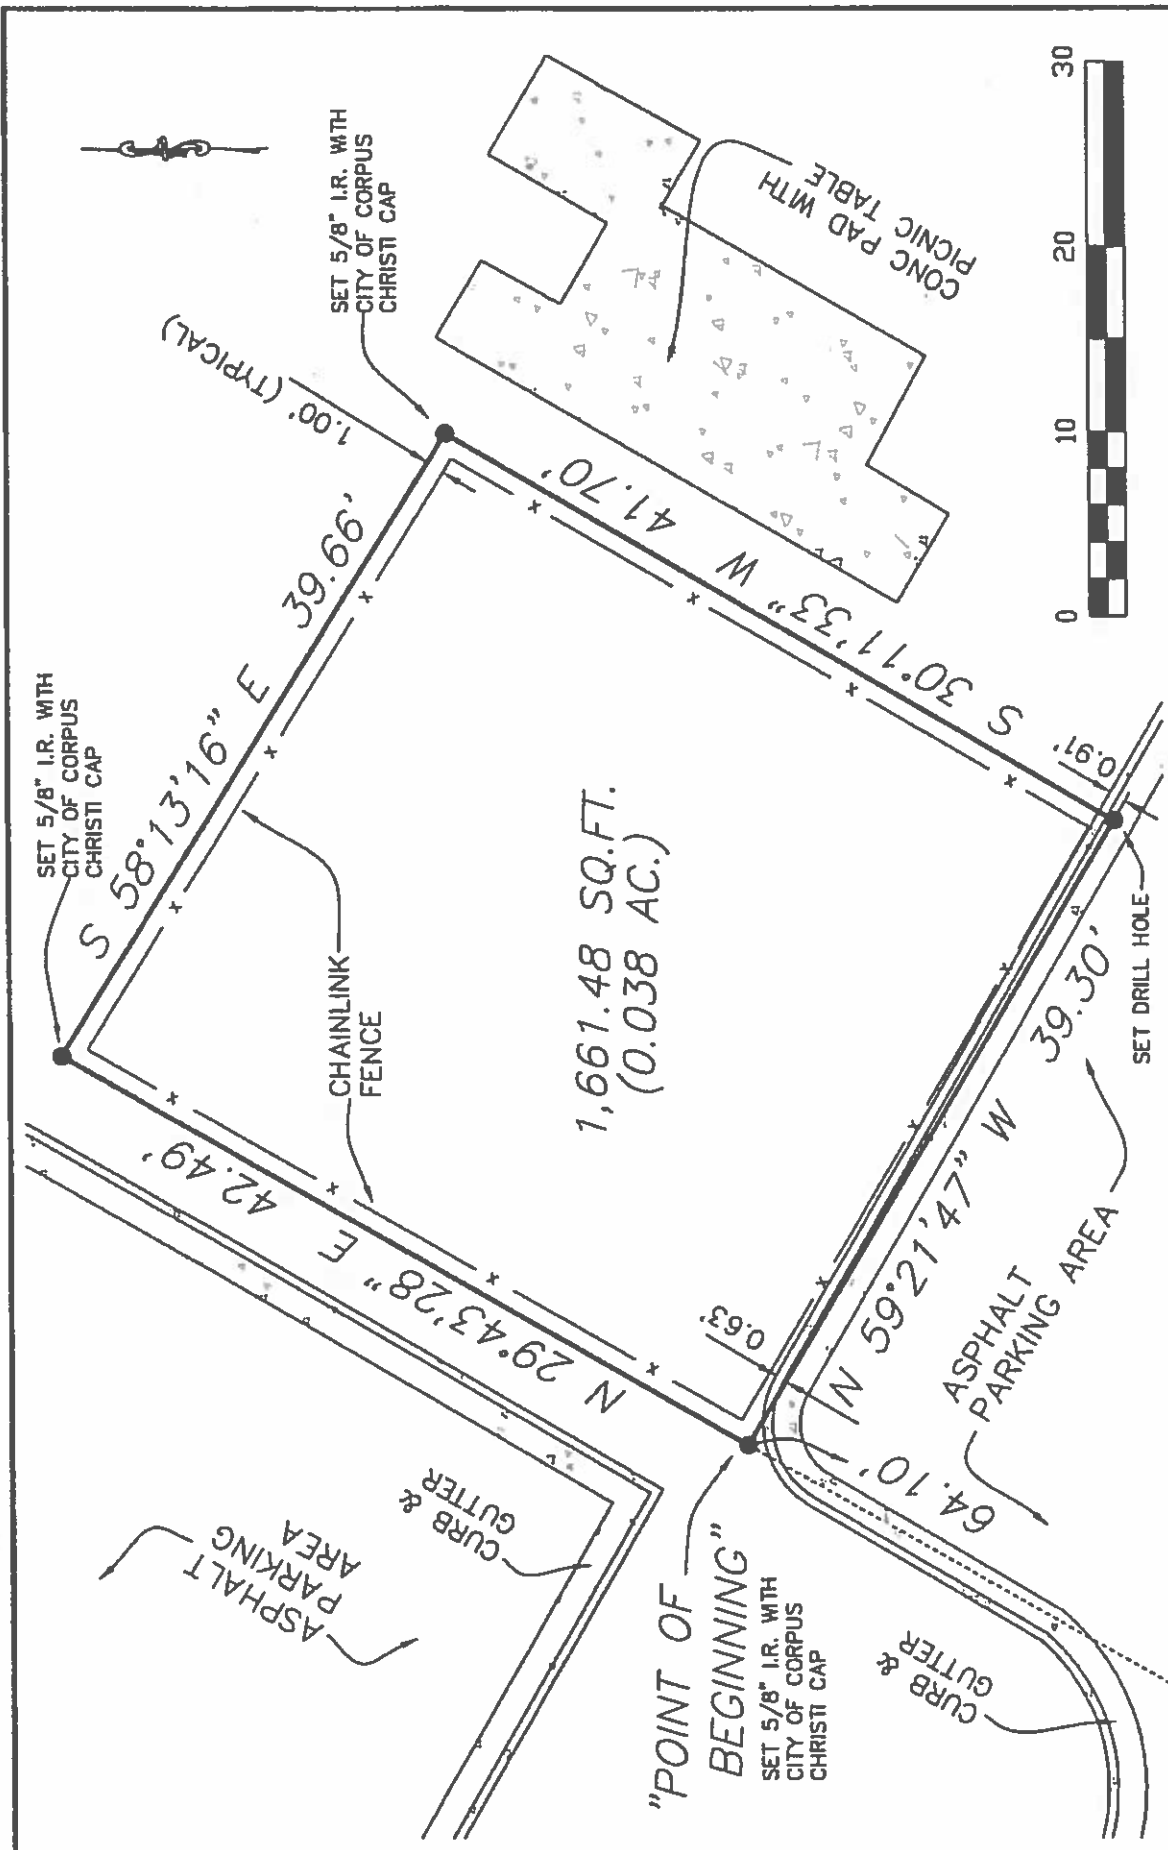 SET 5/8" I.R. WITH
CITY OF CORPUS
CHRISTI CAP
S 58°13'16" E 39.66'
1.00' (TYPICAL)
SET 5/8" I.R. WITH
CITY OF CORPUS
CHRISTI CAP
CHAINLINK
FENCE
N 29°43'28" E 42.49'
S 30°11'33" W 41.70'
CONC PAD WITH
PICNIC TABLE
1,661.48 SQ.FT.
(0.038 AC.)
ASPHALT
PARKING
AREA
CURB &
GUTTER
0.63'
0.91'
N 59°21'47" W 39.30'
"POINT OF
BEGINNING"
SET 5/8" I.R. WITH
CITY OF CORPUS
CHRISTI CAP
64.10'
ASPHALT
PARKING AREA
SET DRILL HOLE
CURB &
GUTTER
0 10 20 30